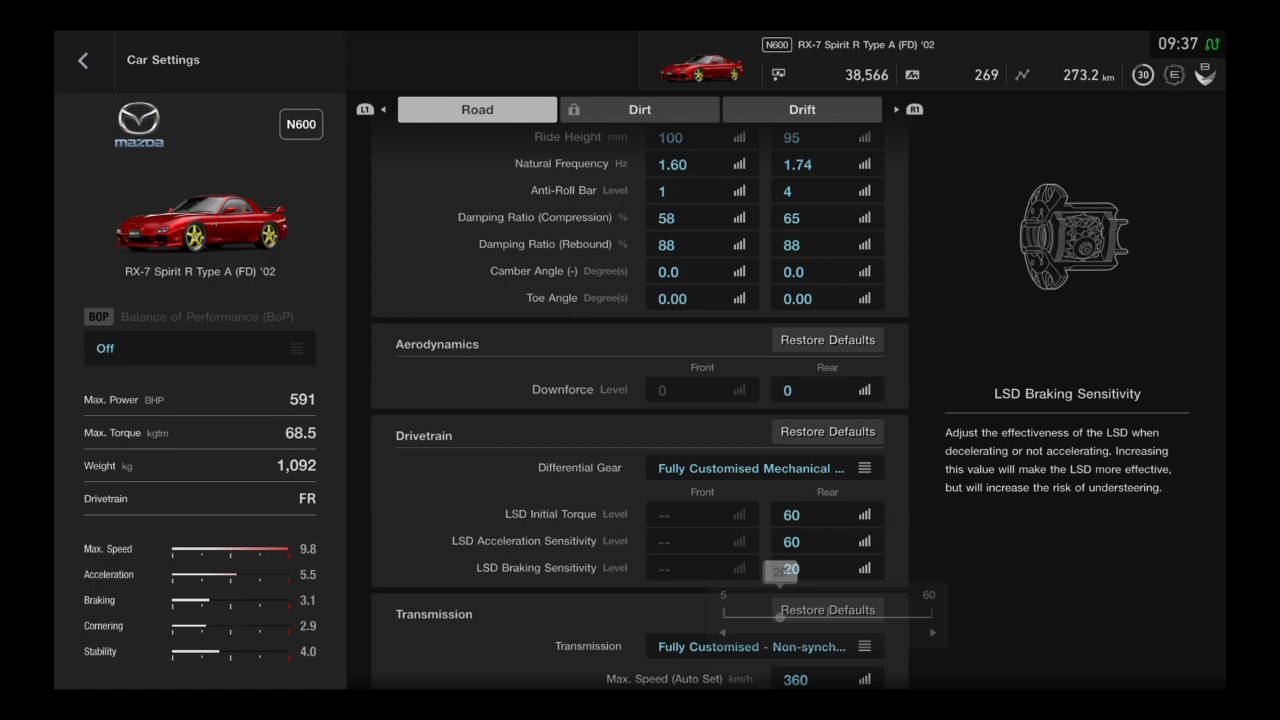 N600 RX-7 Spirit R Type A (FD) '02
09:37
Car Settings
38,566 269 273.2 km 30 E B
L1 Road Dirt Drift R1
mazda
N600
Ride Height mm 100 95
Natural Frequency Hz 1.60 1.74
Anti-Roll Bar Level 1 4
Damping Ratio (Compression) % 58 65
Damping Ratio (Rebound) % 88 88
Camber Angle (-) Degree(s) 0.0 0.0
Toe Angle Degree(s) 0.00 0.00
RX-7 Spirit R Type A (FD) '02
BOP Balance of Performance (BoP)
Off
Max. Power BHP 591
Max. Torque kgfm 68.5
Weight kg 1,092
Drivetrain FR
Max. Speed 9.8
Acceleration 5.5
Braking 3.1
Cornering 2.9
Stability 4.0
Aerodynamics Restore Defaults
Front Rear
Downforce Level 0 0
Drivetrain Restore Defaults
Differential Gear Fully Customised Mechanical ...
Front Rear
LSD Initial Torque Level -- 60
LSD Acceleration Sensitivity Level -- 60
LSD Braking Sensitivity Level -- 20
20
5 60
Transmission Restore Defaults
Transmission Fully Customised - Non-synch...
Max. Speed (Auto Set) km/h 360
LSD Braking Sensitivity
Adjust the effectiveness of the LSD when
decelerating or not accelerating. Increasing
this value will make the LSD more effective,
but will increase the risk of understeering.